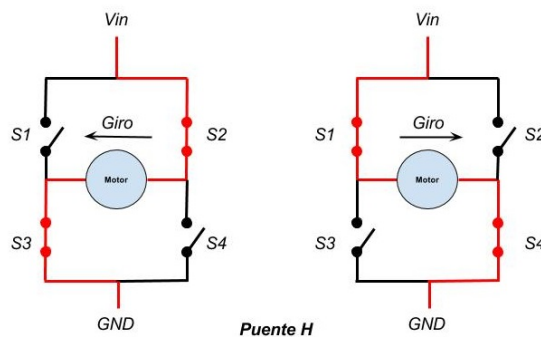 Vin
Vin
S1
Giro
S2
S1
Giro
S2
Motor
Motor
S3
S4
S3
S4
GND
Puente H
GND